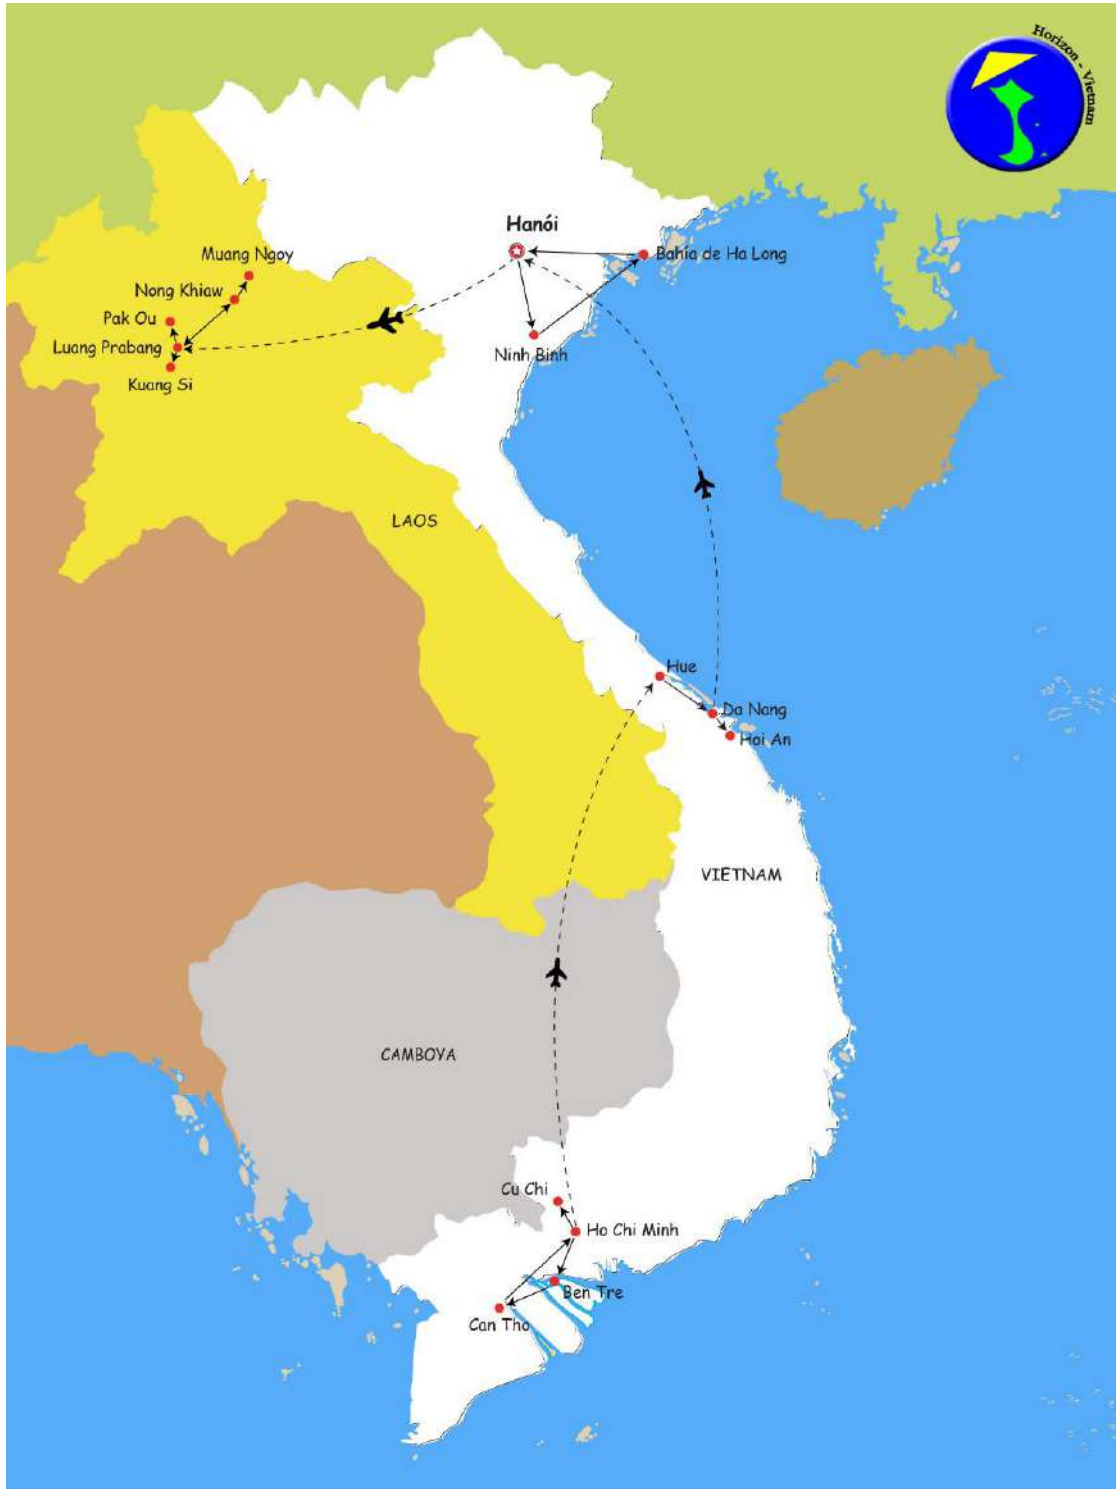 Horizon - Vietnam
Hanói
Bahía de Ha Long
Muang Ngoy
Nong Khiaw
Pak Ou
Luang Prabang
Kuang Si
Ninh Binh
LAOS
Hue
Da Nang
Hoi An
VIETNAM
CAMBOYA
Cu Chi
Ho Chi Minh
Ben Tre
Can Tho